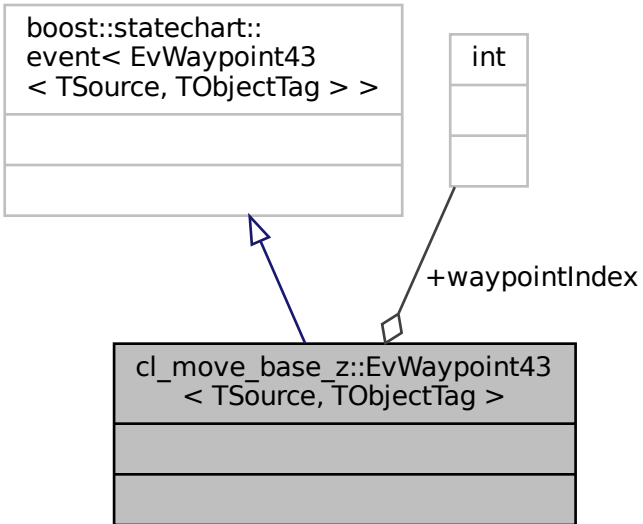 boost::statechart::
event< EvWaypoint43
< TSource, TObjectTag > >
int
+waypointIndex
cl_move_base_z::EvWaypoint43
< TSource, TObjectTag >